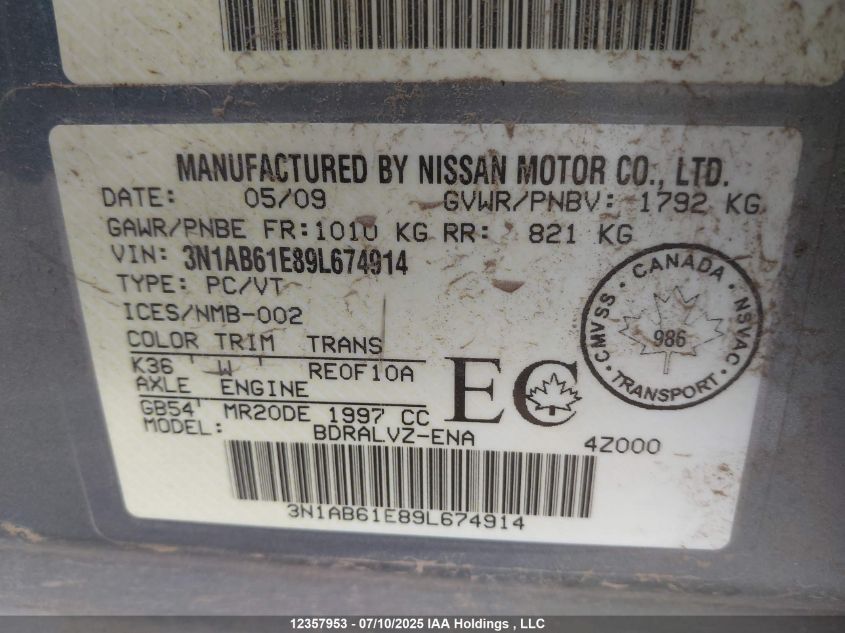 MANUFACTURED BY NISSAN MOTOR CO., LTD.
DATE: 05/09 GVWR/PNBV: 1792 KG
GAWR/PNBE FR:1010 KG RR: 821 KG
VIN: 3N1AB61E89L674914
TYPE: PC/VT
ICES/NMB-002
COLOR TRIM TRANS
K36 W RE0F10A
AXLE ENGINE
GB54 MR20DE 1997 CC
MODEL: BDRALVZ-ENA
EC
4Z000
CANADA · NSVAC · TRANSPORT · CMVSS ·
986
3N1AB61E89L674914
12357953 - 07/10/2025 IAA Holdings , LLC